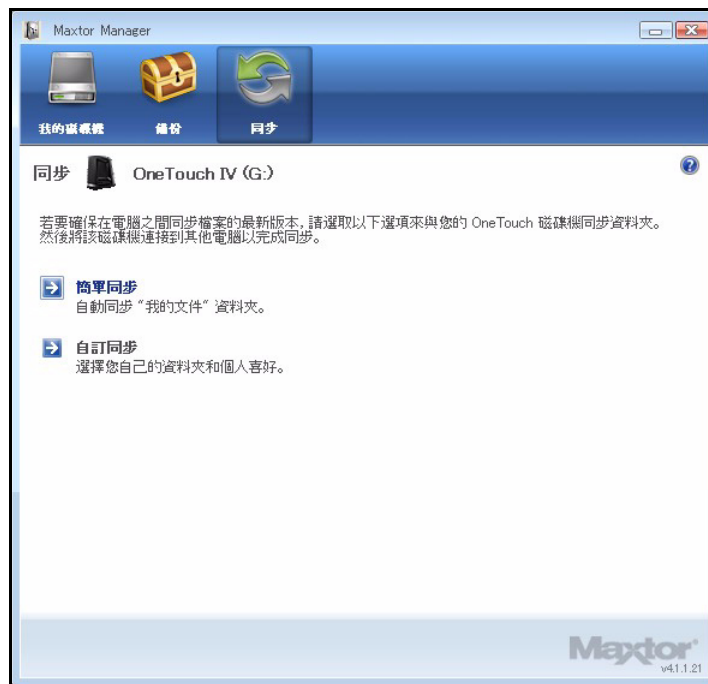 Maxtor Manager
我的磁碟機 備份 同步
同步 OneTouch IV (G:)
若要確保在電腦之間同步檔案的最新版本，請選取以下選項來與您的 OneTouch 磁碟機同步資料夾。
然後將該磁碟機連接到其他電腦以完成同步。
簡單同步
自動同步 "我的文件" 資料夾。
自訂同步
選擇您自己的資料夾和個人喜好。
Maxtor
v4.1.1.21